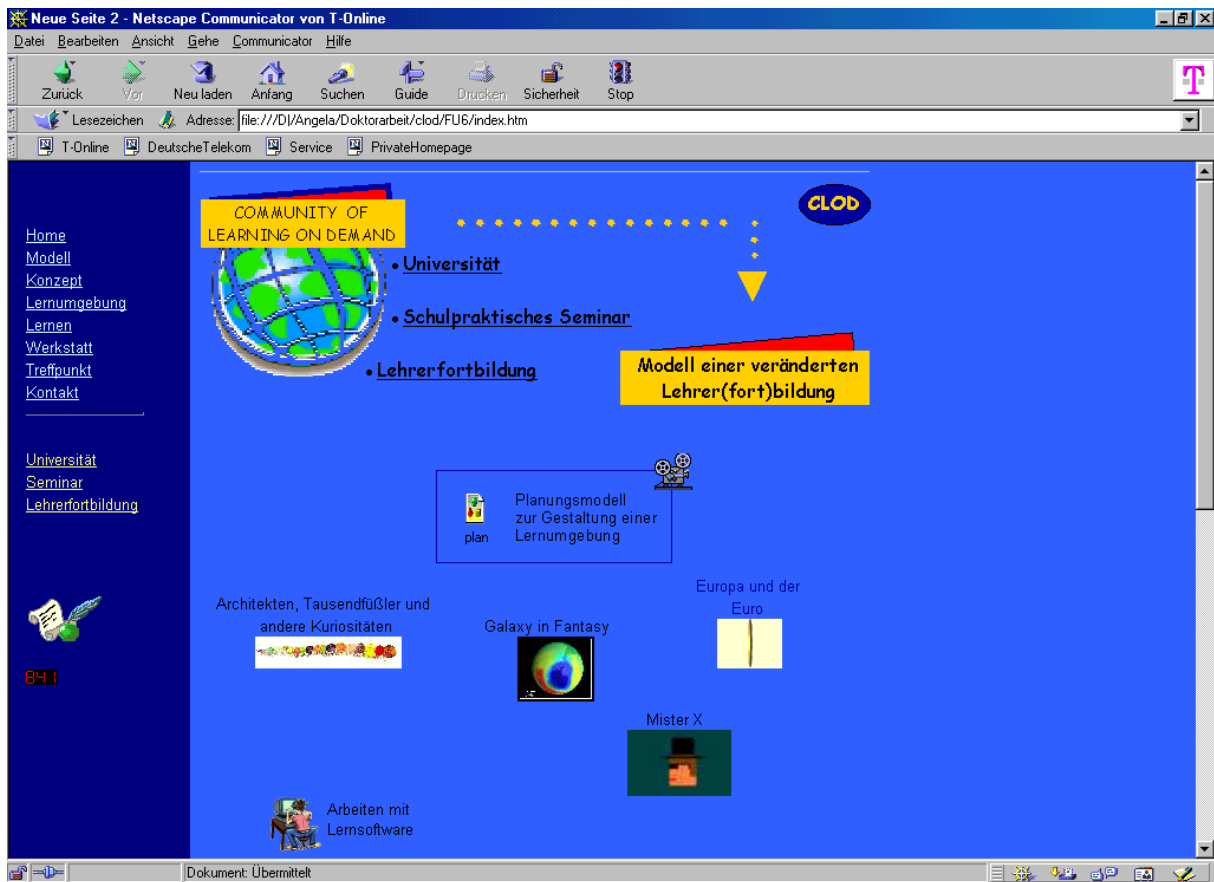 Neue Seite 2 - Netscape Communicator von T-Online
Datei Bearbeiten Ansicht Gehe Communicator Hilfe
Zurück Vor Neu laden Anfang Suchen Guide Drucken Sicherheit Stop
T
Lesezeichen Adresse: file:///D|/Angela/Doktorarbeit/clod/FU6/index.htm
T-Online DeutscheTelekom Service PrivateHomepage
Home
Modell
Konzept
Lernumgebung
Lernen
Werkstatt
Treffpunkt
Kontakt
Universität
Seminar
Lehrerfortbildung
841
COMMUNITY OF
LEARNING ON DEMAND
CLOD
• Universität
• Schulpraktisches Seminar
• Lehrerfortbildung
Modell einer veränderten
Lehrer(fort)bildung
plan
Planungsmodell
zur Gestaltung einer
Lernumgebung
Architekten, Tausendfüßler und
andere Kuriositäten
Galaxy in Fantasy
Europa und der
Euro
Mister X
Arbeiten mit
Lernsoftware
Dokument: Übermittelt